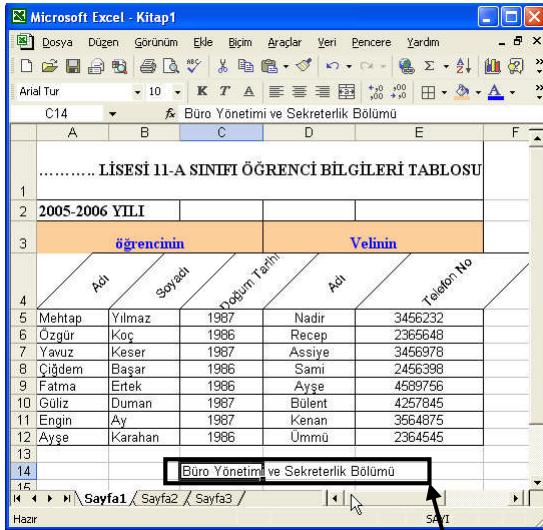 Microsoft Excel - Kitap1
Dosya Düzen Görünüm Ekle Biçim Araçlar Veri Pencere Yardım
Arial Tur 10 K T A
C14 fx Büro Yönetimi ve Sekreterlik Bölümü
A B C D E F
1 ........... LİSESİ 11-A SINIFI ÖĞRENCİ BİLGİLERİ TABLOSU
2 2005-2006 YILI
3 öğrencinin Velinin
4 Adı Soyadı Doğum Tarihi Adı Telefon No
5 Mehtap Yılmaz 1987 Nadir 3456232
6 Özgür Koç 1986 Recep 2365648
7 Yavuz Keser 1987 Assiye 3456978
8 Çiğdem Başar 1986 Sami 2456398
9 Fatma Ertek 1986 Ayşe 4589756
10 Güliz Duman 1987 Bülent 4257845
11 Engin Ay 1987 Kenan 3564875
12 Ayşe Karahan 1986 Ümmü 2364545
13
14 Büro Yönetimi ve Sekreterlik Bölümü
15
Sayfa1 Sayfa2 Sayfa3
Hazır SAYI